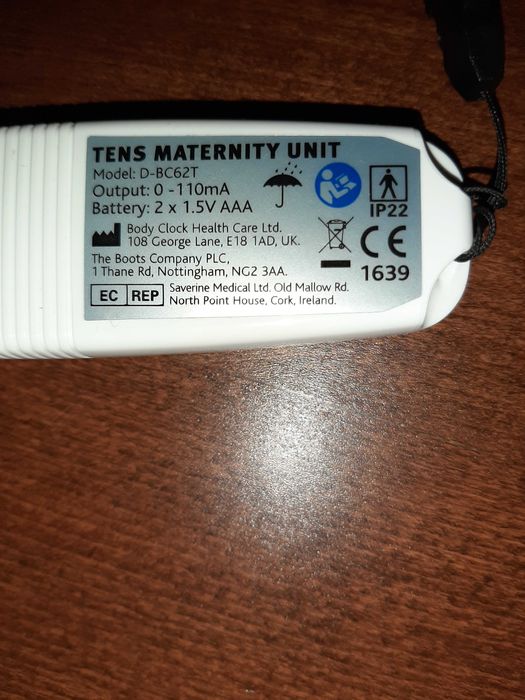 TENS MATERNITY UNIT
Model: D-BC62T
Output: 0 -110mA
Battery: 2 x 1.5V AAA
IP22
Body Clock Health Care Ltd.
108 George Lane, E18 1AD, UK.
The Boots Company PLC,
1 Thane Rd, Nottingham, NG2 3AA.
CE
1639
EC REP
Saverine Medical Ltd. Old Mallow Rd.
North Point House, Cork, Ireland.